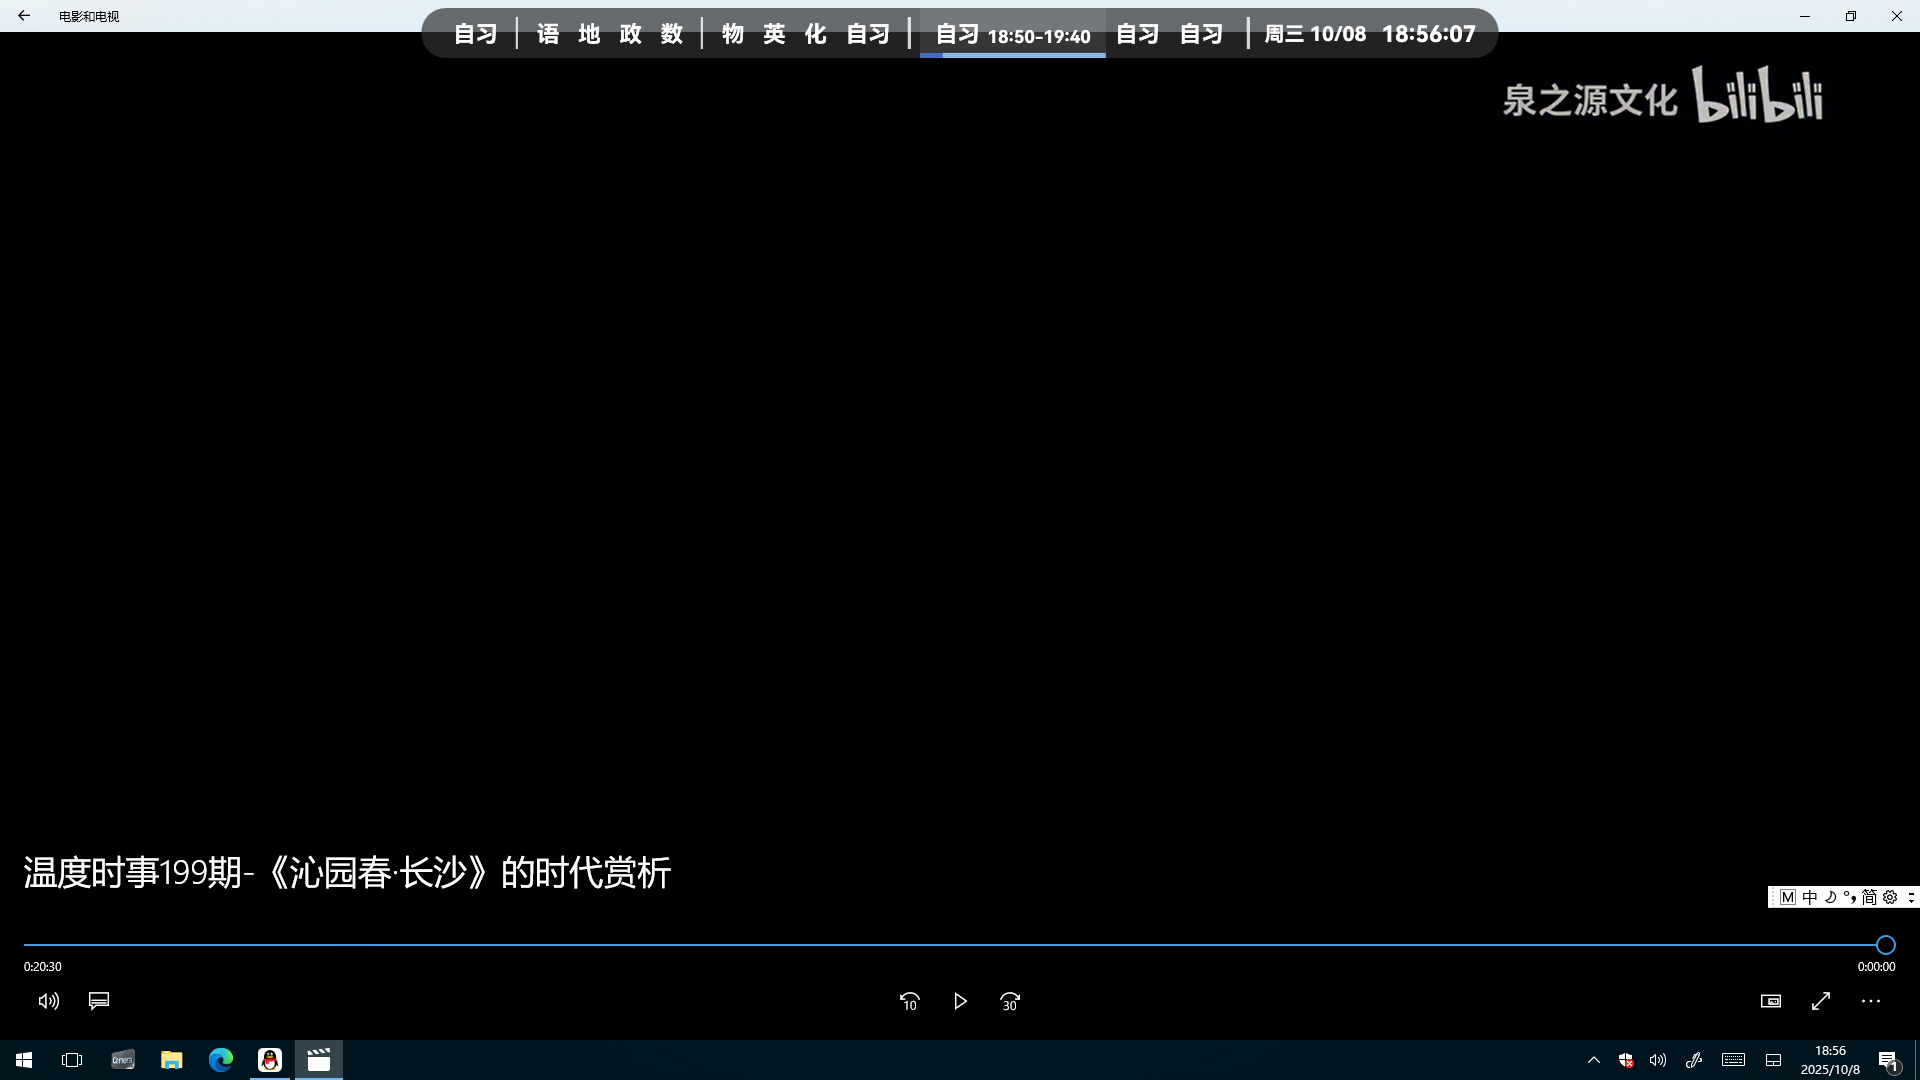 电影和电视
自习 | 语 地 政 数 | 物 英 化 自习 | 自习 18:50-19:40 自习 自习 | 周三 10/08 18:56:07
泉之源文化 bilibili
温度时事199期-《沁园春·长沙》的时代赏析
M 中 简
0:20:30
0:00:00
10
30
Camera
18:56
2025/10/8
1